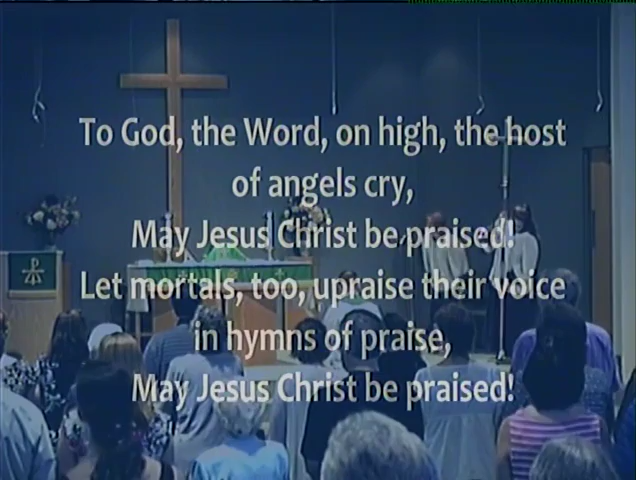 To God, the Word, on high, the host
of angels cry,
May Jesus Christ be praised!
Let mortals, too, upraise their voice
in hymns of praise,
May Jesus Christ be praised!